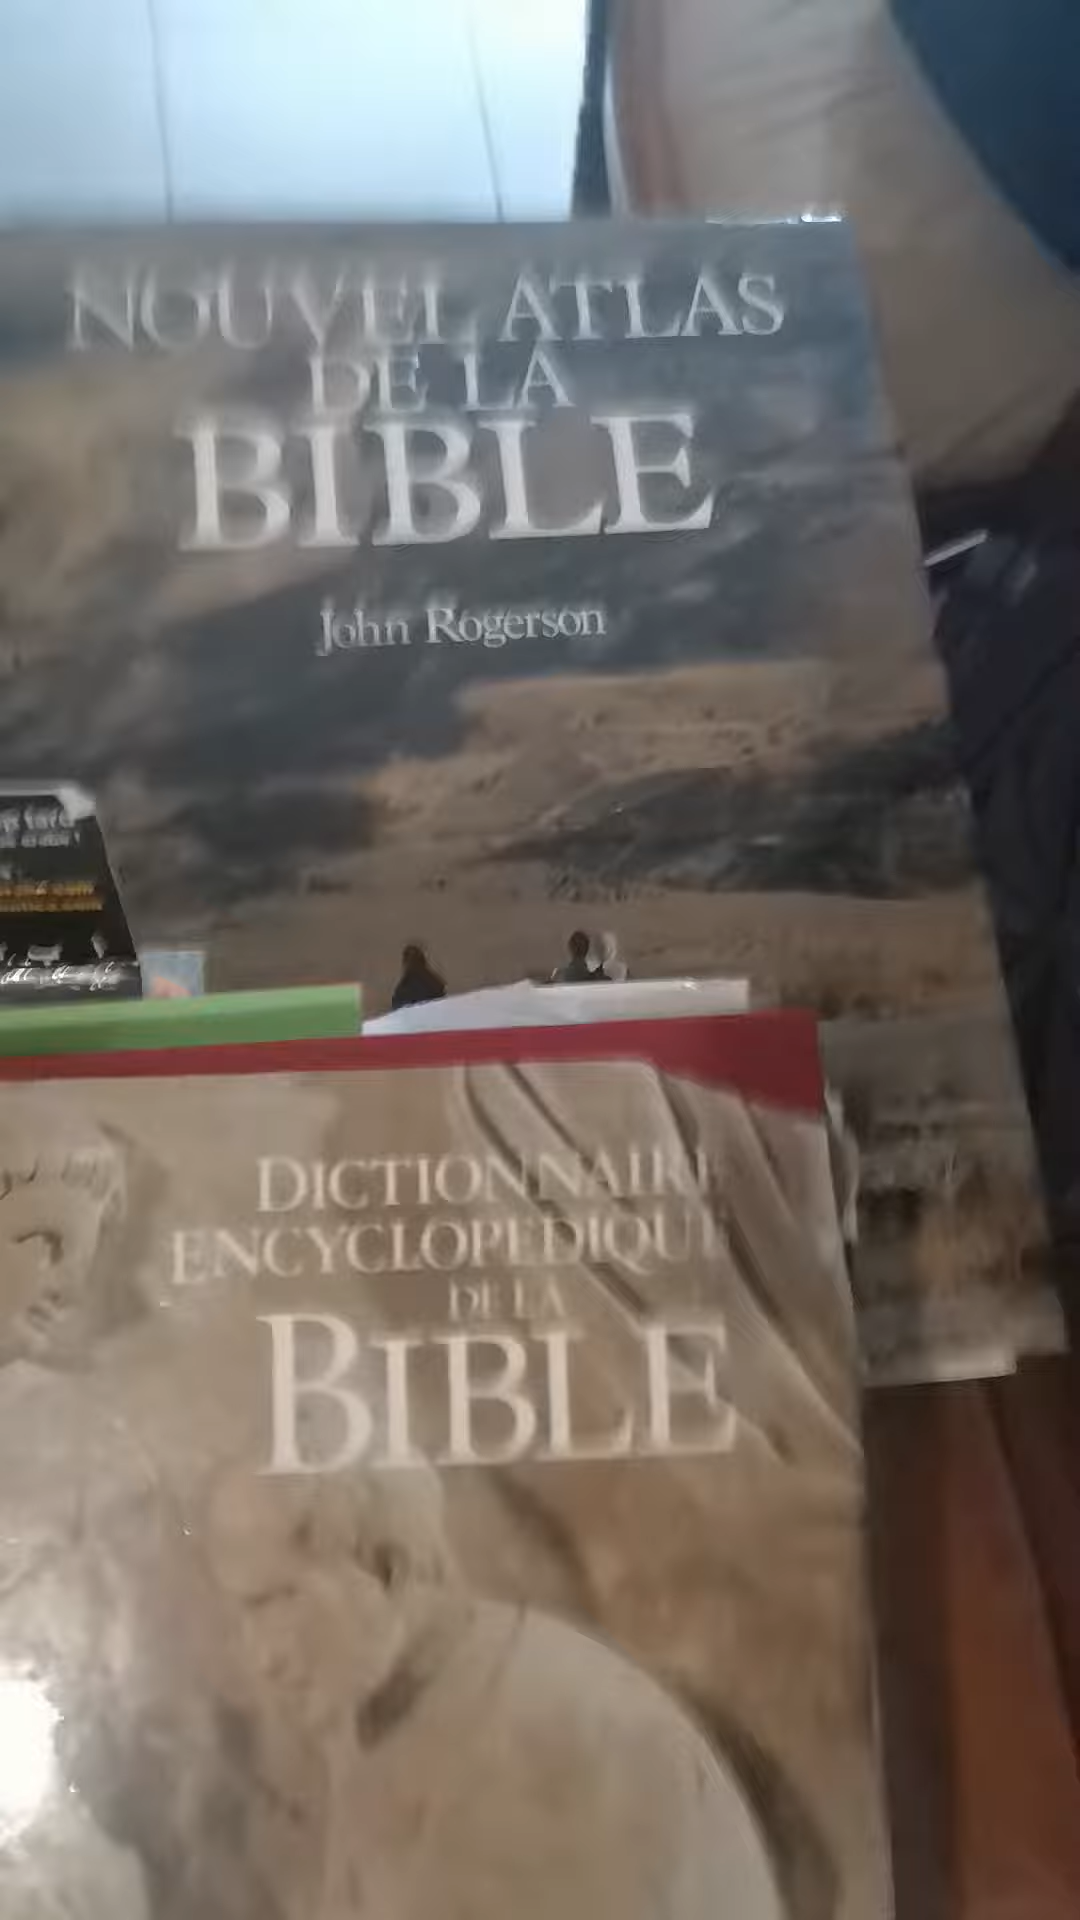 NOUVEL ATLAS
DE LA
BIBLE
John Rogerson
DICTIONNAIRE
ENCYCLOPÉDIQUE
DE LA
BIBLE